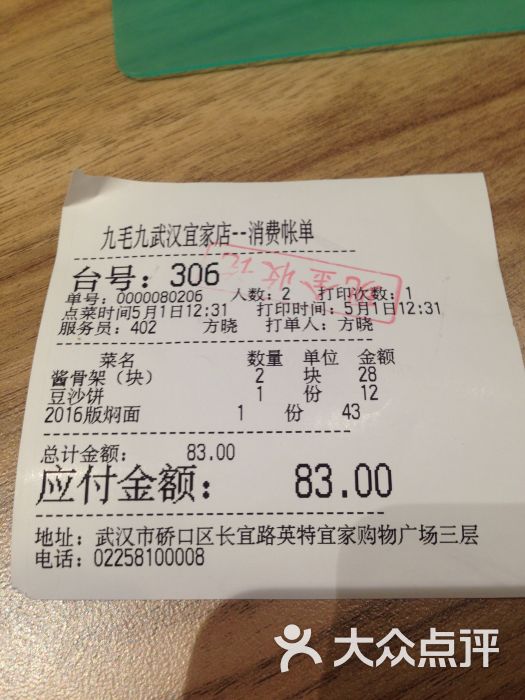 九毛九武汉宜家店--消费帐单
现金收讫
台号：306
单号：0000080206 人数：2 打印次数：1
点菜时间5月1日12:31 打印时间：5月1日12:31
服务员：402 方晓 打单人：方晓
菜名 数量 单位 金额
酱骨架（块） 2 块 28
豆沙饼 1 份 12
2016版焖面 1 份 43
总计金额： 83.00
应付金额： 83.00
地址：武汉市硚口区长宜路英特宜家购物广场三层
电话：02258100008
大众点评